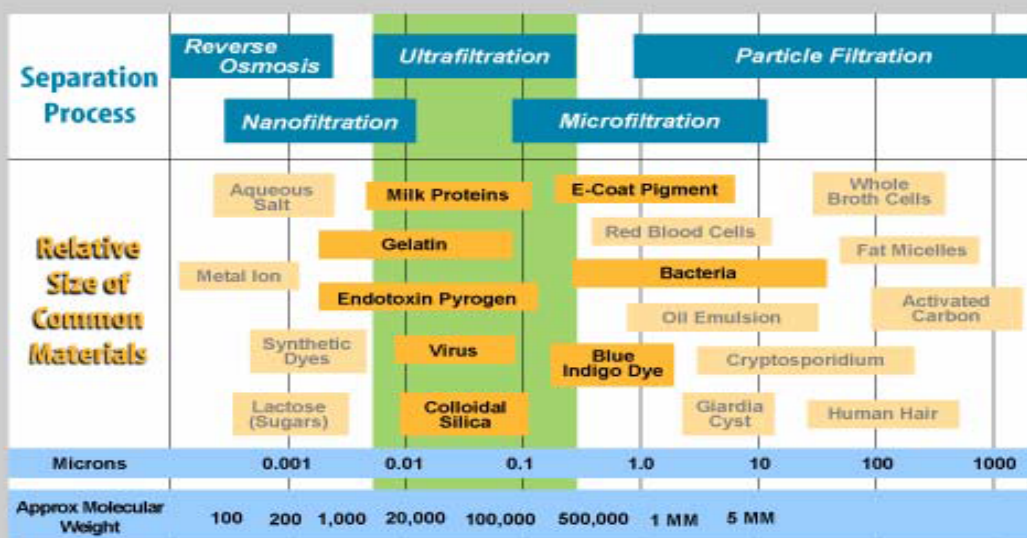 Reverse
Osmosis
Ultrafiltration
Particle Filtration
Separation
Process
Nanofiltration
Microfiltration
Aqueous
Salt
Milk Proteins
E-Coat Pigment
Whole
Broth Cells
Red Blood Cells
Gelatin
Fat Micelles
Relative
Size of
Common
Materials
Metal Ion
Bacteria
Endotoxin Pyrogen
Activated
Carbon
Oil Emulsion
Synthetic
Dyes
Virus
Blue
Indigo Dye
Cryptosporidium
Lactose
(Sugars)
Colloidal
Silica
Giardia
Cyst
Human Hair
Microns 0.001 0.01 0.1 1.0 10 100 1000
Approx Molecular
Weight
100 200 1,000 20,000 100,000 500,000 1 MM 5 MM